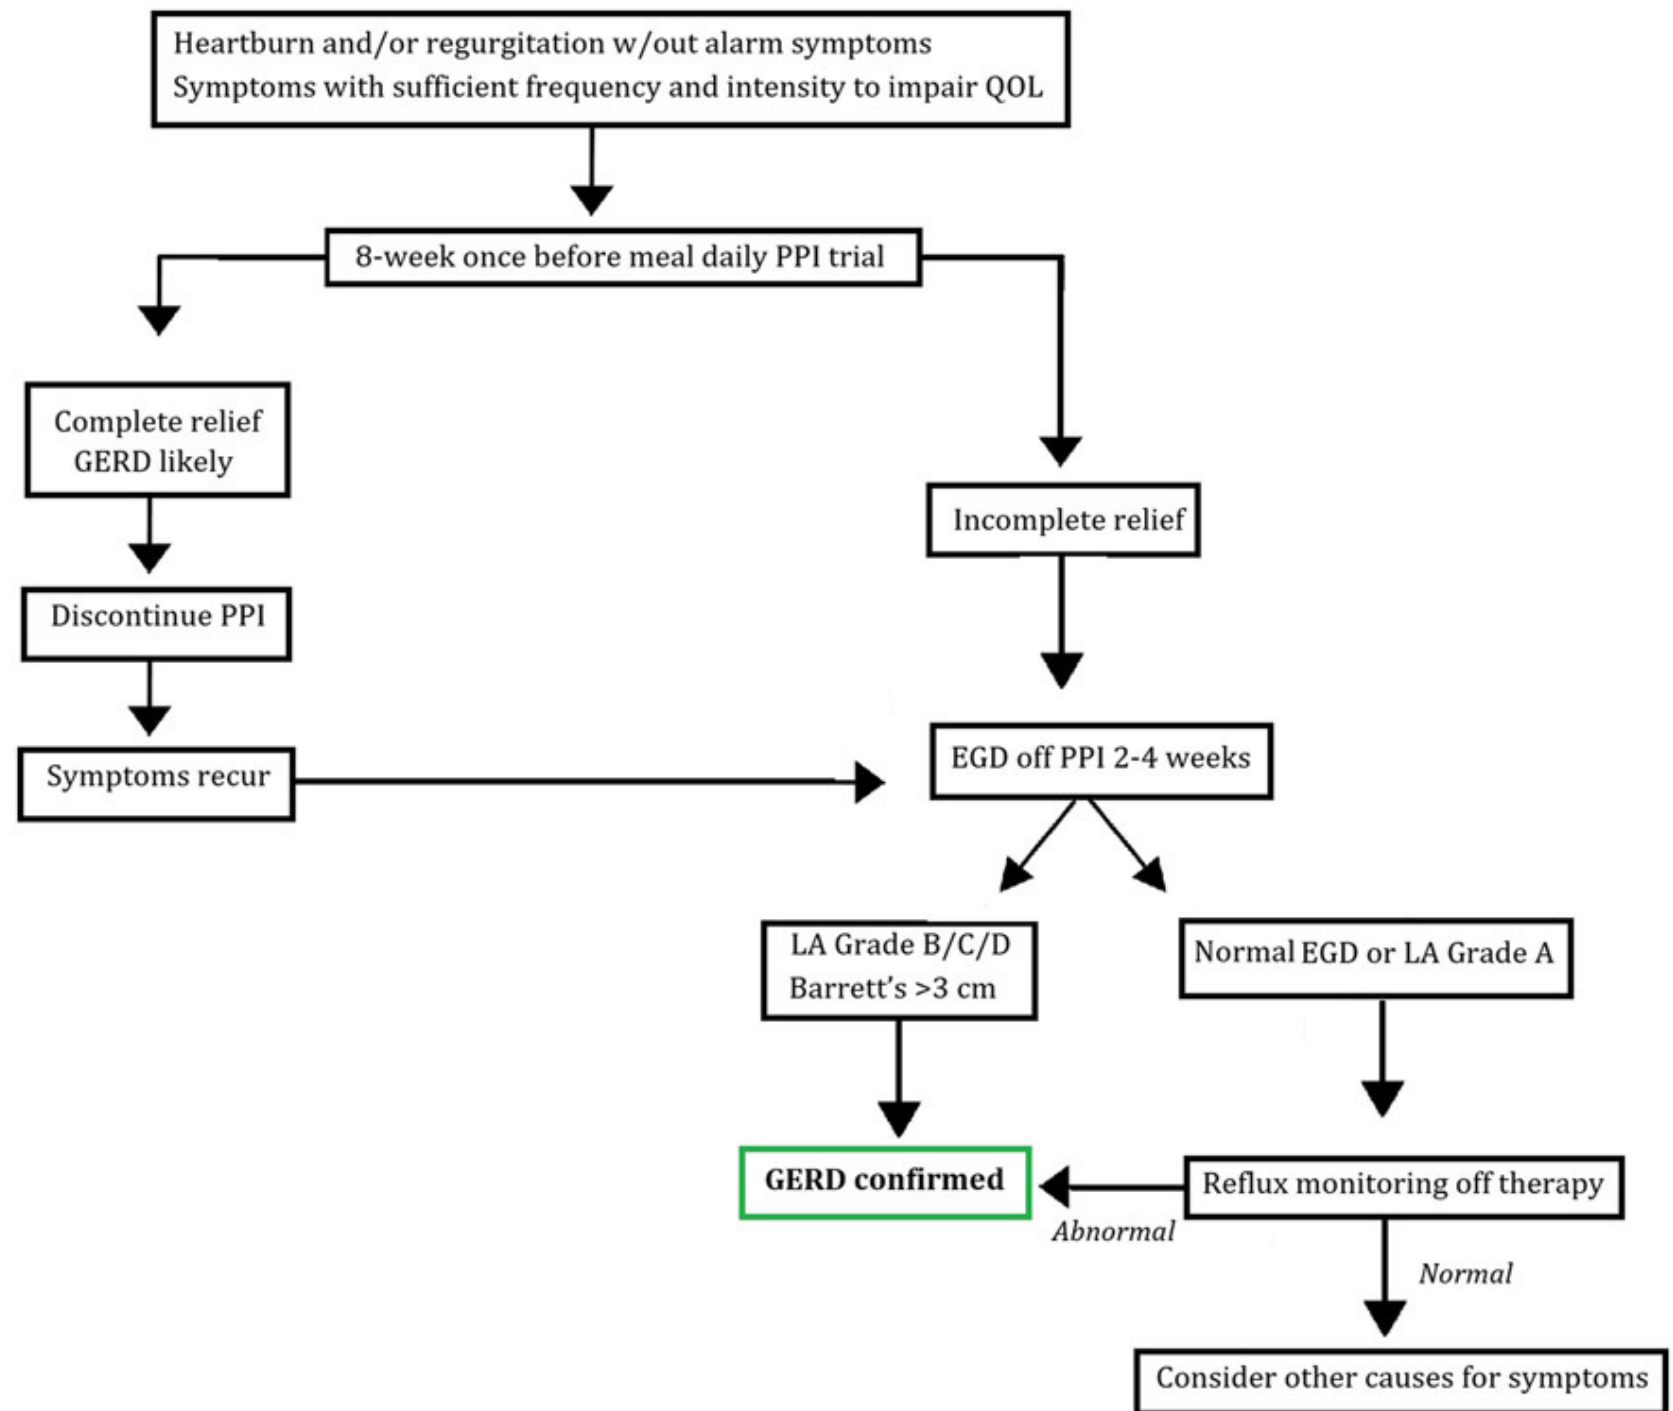 Heartburn and/or regurgitation w/out alarm symptoms
Symptoms with sufficient frequency and intensity to impair QOL
8-week once before meal daily PPI trial
Complete relief
GERD likely
Incomplete relief
Discontinue PPI
Symptoms recur
EGD off PPI 2-4 weeks
LA Grade B/C/D
Barrett's >3 cm
Normal EGD or LA Grade A
GERD confirmed
Reflux monitoring off therapy
Abnormal
Normal
Consider other causes for symptoms